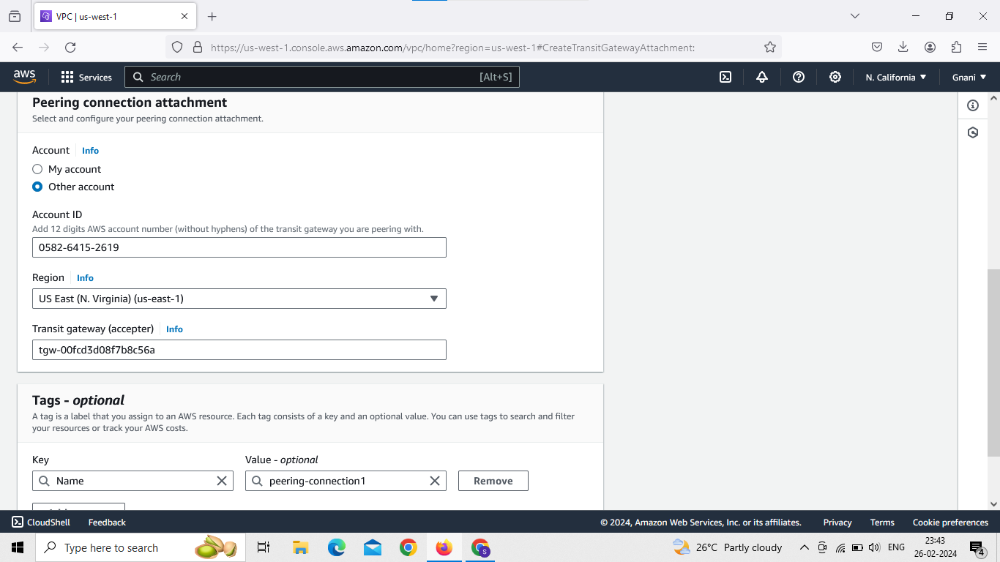 VPC | us-west-1
https://us-west-1.console.aws.amazon.com/vpc/home?region=us-west-1#CreateTransitGatewayAttachment:
aws
Services
Search
[Alt+S]
N. California
Gnani
Peering connection attachment
Select and configure your peering connection attachment.
Account
Info
My account
Other account
Account ID
Add 12 digits AWS account number (without hyphens) of the transit gateway you are peering with.
0582-6415-2619
Region
Info
US East (N. Virginia) (us-east-1)
Transit gateway (accepter)
Info
tgw-00fcd3d08f7b8c56a
Tags - optional
A tag is a label that you assign to an AWS resource. Each tag consists of a key and an optional value. You can use tags to search and filter
your resources or track your AWS costs.
Key
Value - optional
Name
peering-connection1
Remove
CloudShell
Feedback
© 2024, Amazon Web Services, Inc. or its affiliates.
Privacy
Terms
Cookie preferences
Type here to search
S
26°C Partly cloudy
ENG
23:43
26-02-2024
4